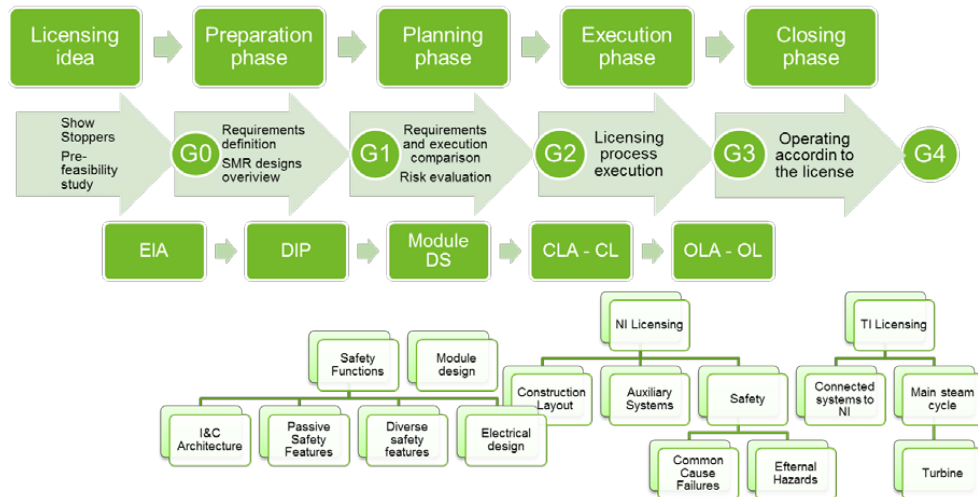 Licensing
idea
Preparation
phase
Planning
phase
Execution
phase
Closing
phase
Show
Stoppers
Pre-
feasibility
study
G0
Requirements
definition
SMR designs
overview
G1
Requirements
and execution
comparison
Risk evaluation
G2
Licensing
process
execution
G3
Operating
accordin to
the license
G4
EIA
DIP
Module
DS
CLA - CL
OLA - OL
NI Licensing
TI Licensing
Safety
Functions
Module
design
Construction
Layout
Auxiliary
Systems
Safety
Connected
systems to
NI
Main steam
cycle
I&C
Architecture
Passive
Safety
Features
Diverse
safety
features
Electrical
design
Common
Cause
Failures
Efternal
Hazards
Turbine